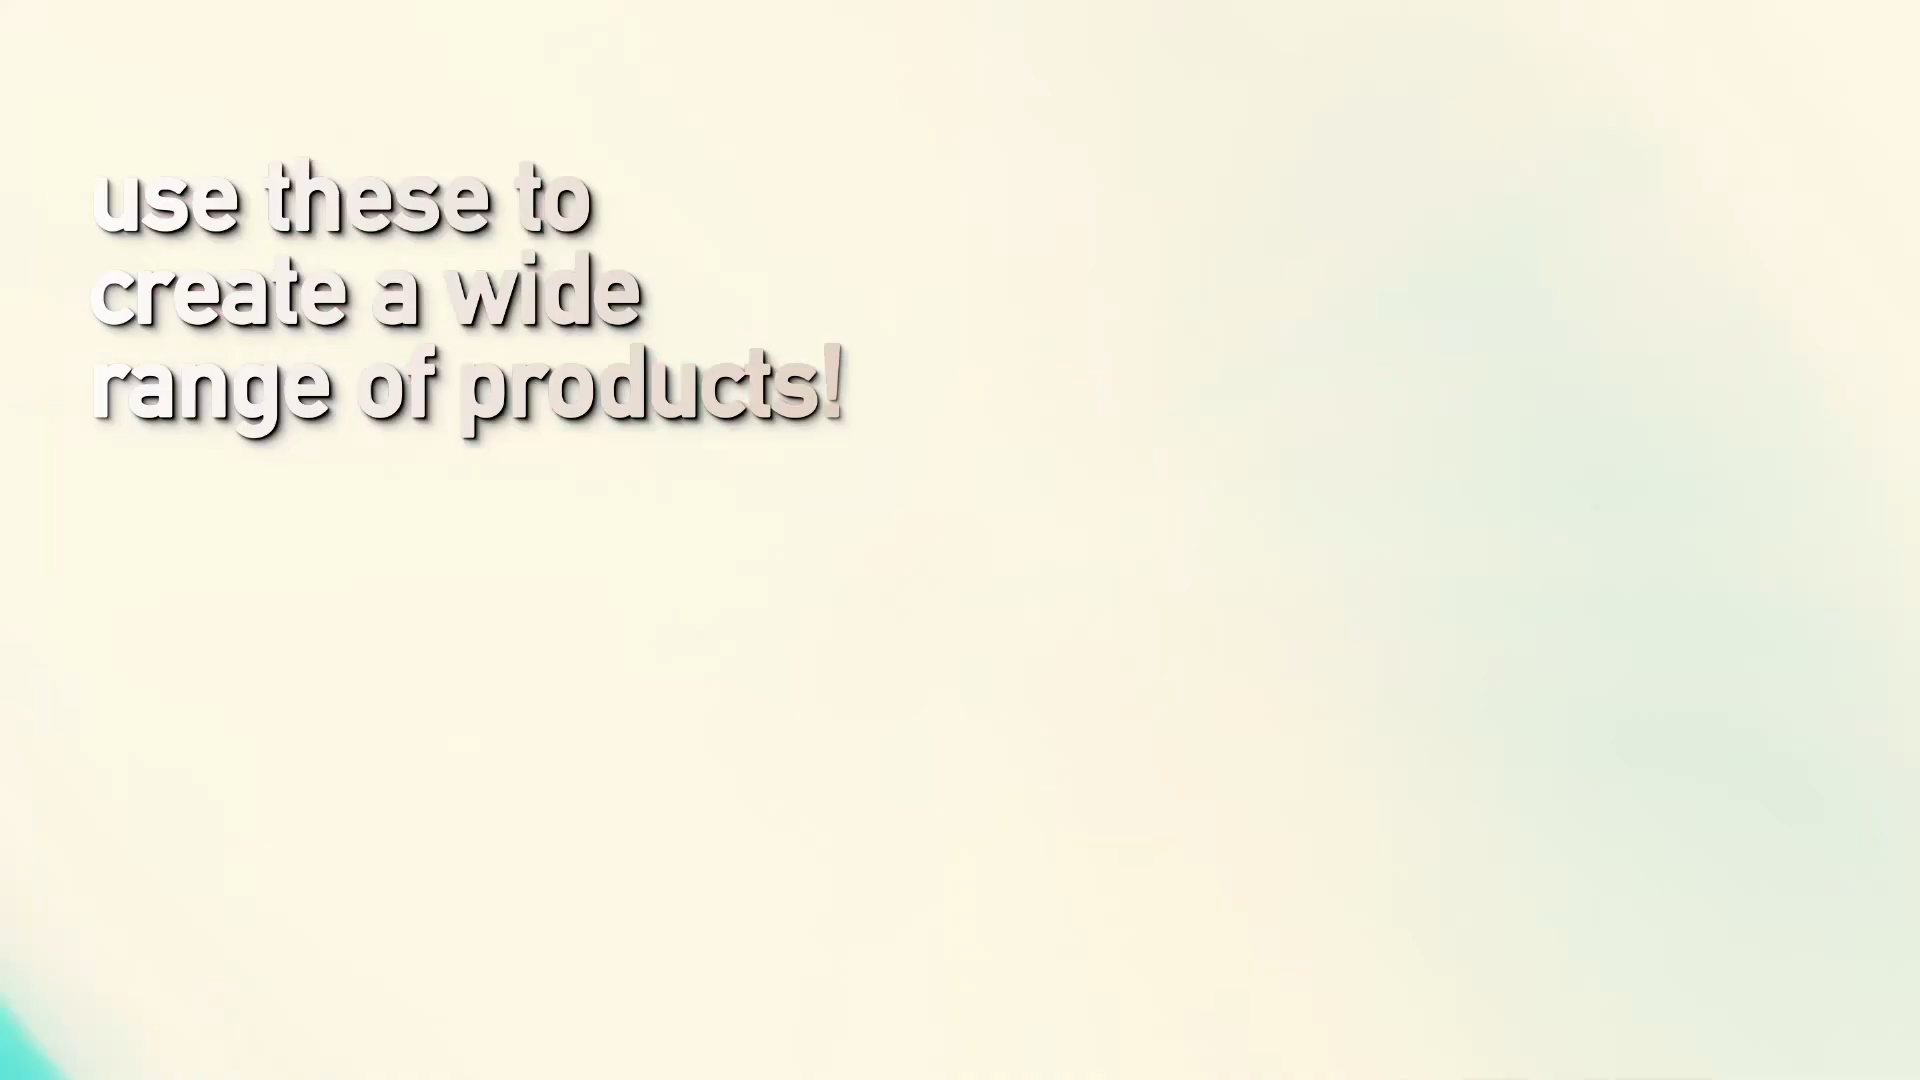 use these to
create a wide
range of products!